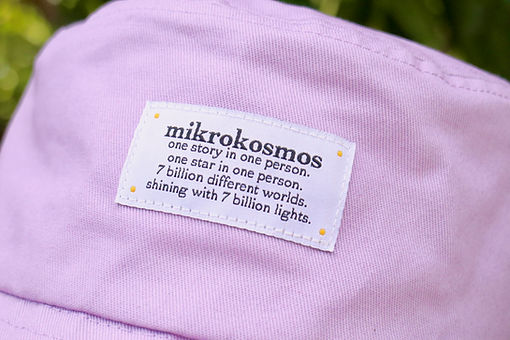 mikrokosmos
one story in one person.
one star in one person.
7 billion different worlds.
shining with 7 billion lights.